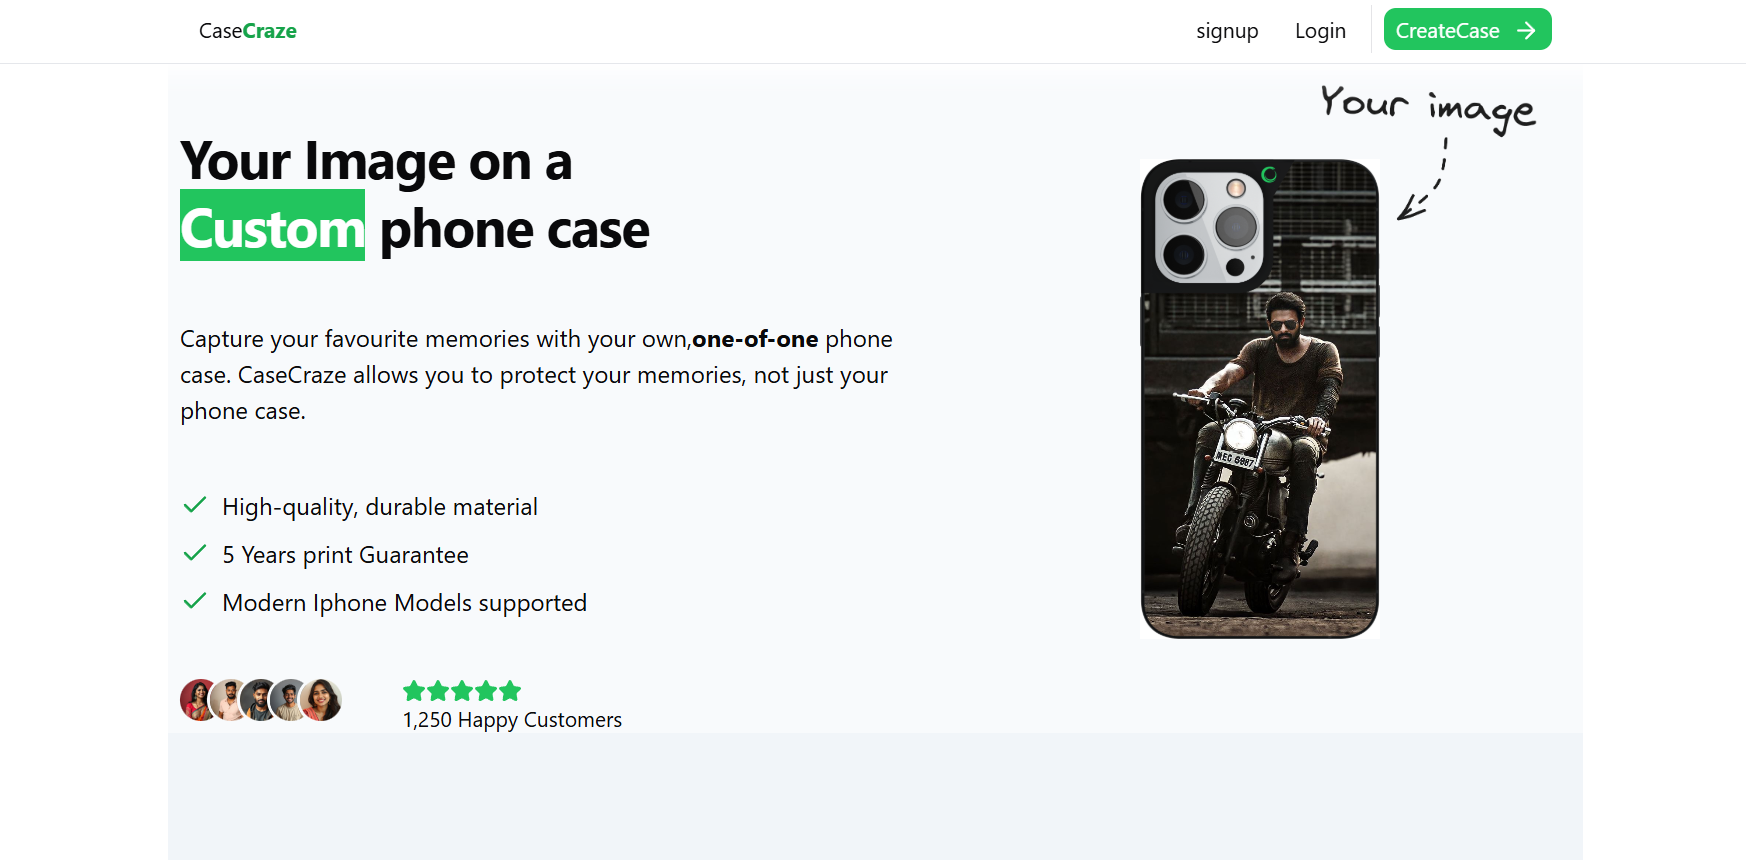 CaseCraze
signup
Login
CreateCase
Your image
Your Image on a
Custom phone case
Capture your favourite memories with your own,one-of-one phone
case. CaseCraze allows you to protect your memories, not just your
phone case.
High-quality, durable material
5 Years print Guarantee
Modern Iphone Models supported
1,250 Happy Customers